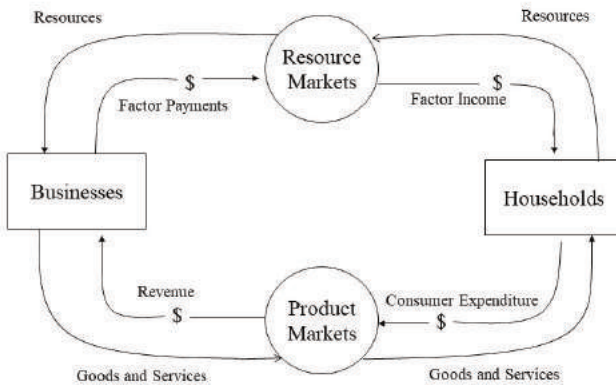 Resources
Resources
Resource
Markets
$
$
Factor Payments
Factor Income
Businesses
Households
Revenue
Consumer Expenditure
Product
Markets
$
$
Goods and Services
Goods and Services